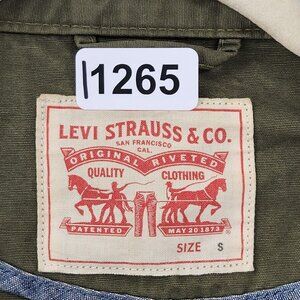 1265
LEVI STRAUSS & CO.
SAN FRANCISCO
CAL.
ORIGINAL RIVETED
QUALITY CLOTHING
PATENTED MAY 20 1873
SIZE S